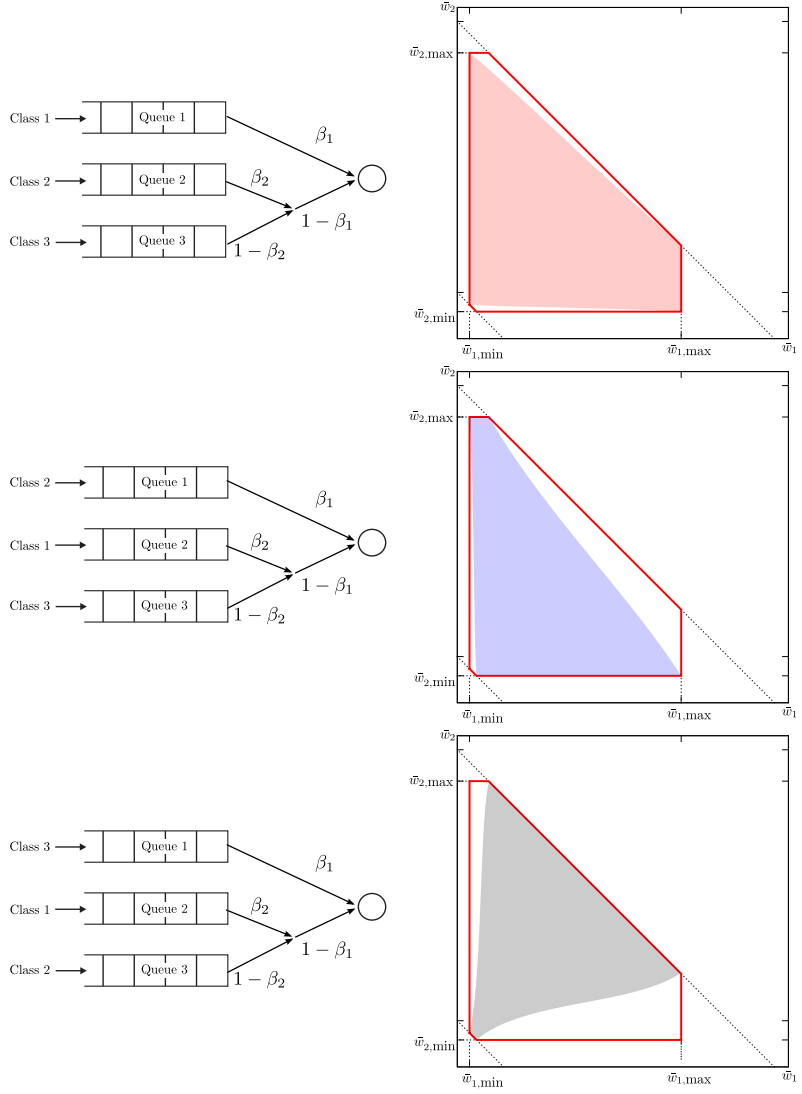 w̄₂
w̄₂,max
Class 1
Queue 1
β₁
Class 2
Queue 2
β₂
1 − β₁
Class 3
Queue 3
1 − β₂
w̄₂,min
w̄₁,min
w̄₁,max
w̄₁
w̄₂
w̄₂,max
Class 2
Queue 1
β₁
Class 1
Queue 2
β₂
1 − β₁
Class 3
Queue 3
1 − β₂
w̄₂,min
w̄₁,min
w̄₁,max
w̄₁
w̄₂
w̄₂,max
Class 3
Queue 1
β₁
Class 1
Queue 2
β₂
1 − β₁
Class 2
Queue 3
1 − β₂
w̄₂,min
w̄₁,min
w̄₁,max
w̄₁